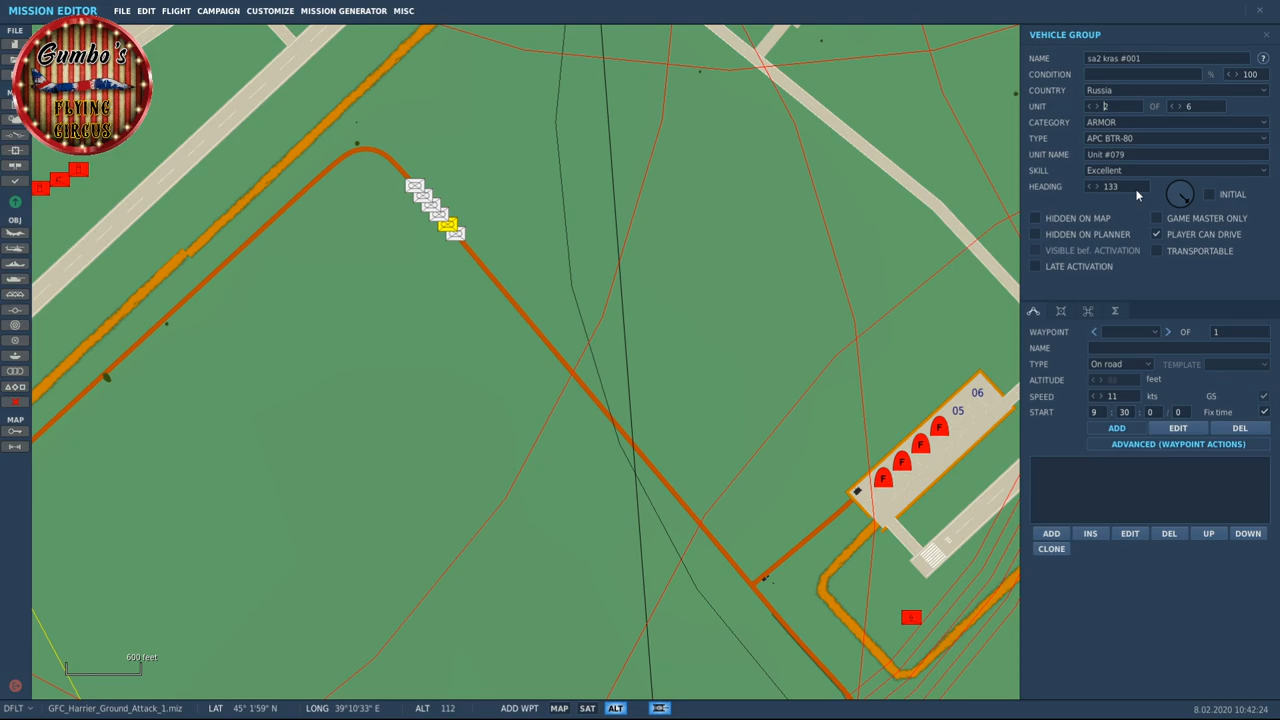 MISSION EDITOR FILE EDIT FLIGHT CAMPAIGN CUSTOMIZE MISSION GENERATOR MISC
FILE
Gumbo's
FLYING
CIRCUS
OBJ
MAP
06
05
F
F
F
F
600 feet
VEHICLE GROUP
NAME sa2 kras #001 ?
CONDITION % < > 100
COUNTRY Russia
UNIT < > 2 OF < > 6
CATEGORY ARMOR
TYPE APC BTR-80
UNIT NAME Unit #079
SKILL Excellent
HEADING < > 133 INITIAL
HIDDEN ON MAP GAME MASTER ONLY
HIDDEN ON PLANNER PLAYER CAN DRIVE
VISIBLE bef. ACTIVATION TRANSPORTABLE
LATE ACTIVATION
Σ
WAYPOINT < > OF 1
NAME
TYPE On road TEMPLATE
ALTITUDE < > feet
SPEED < > 11 kts GS
START 9 : 30 : 0 / 0 Fix time
ADD EDIT DEL
ADVANCED (WAYPOINT ACTIONS)
ADD INS EDIT DEL UP DOWN
CLONE
DFLT GFC_Harrier_Ground_Attack_1.miz LAT 45° 1'59" N LONG 39°10'33" E ALT 112 ADD WPT MAP SAT ALT 8.02.2020 10:42:24